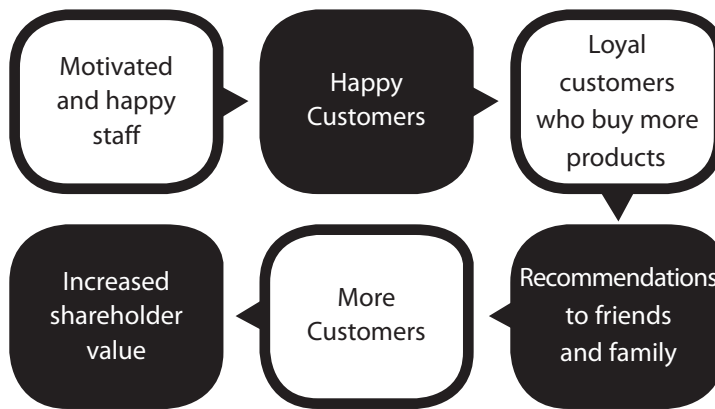 Motivated
and happy
staff
Happy
Customers
Loyal
customers
who buy more
products
Recommendations
to friends
and family
More
Customers
Increased
shareholder
value